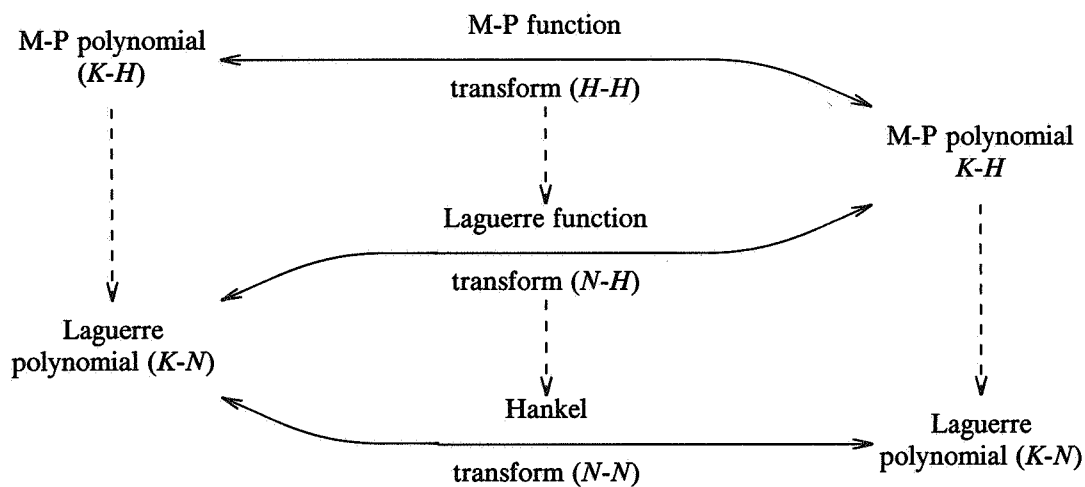 M-P function
M-P polynomial
(K-H)
transform (H-H)
M-P polynomial
K-H
Laguerre function
transform (N-H)
Laguerre
polynomial (K-N)
Hankel
transform (N-N)
Laguerre
polynomial (K-N)